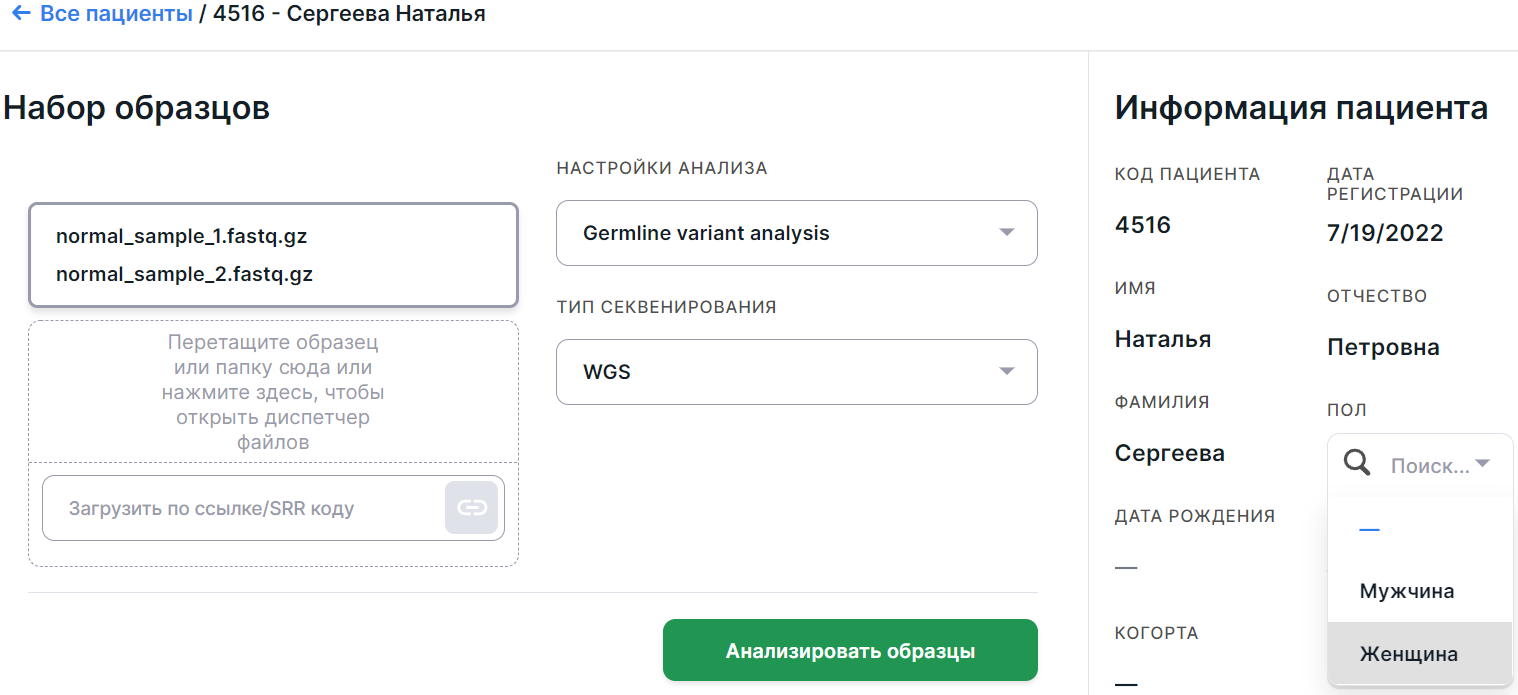 ← Все пациенты / 4516 - Сергеева Наталья
Набор образцов
normal_sample_1.fastq.gz
normal_sample_2.fastq.gz
Перетащите образец
или папку сюда или
нажмите здесь, чтобы
открыть диспетчер
файлов
Загрузить по ссылке/SRR коду
НАСТРОЙКИ АНАЛИЗА
Germline variant analysis
ТИП СЕКВЕНИРОВАНИЯ
WGS
Анализировать образцы
Информация пациента
КОД ПАЦИЕНТА
4516
ДАТА
РЕГИСТРАЦИИ
7/19/2022
ИМЯ
Наталья
ОТЧЕСТВО
Петровна
ФАМИЛИЯ
Сергеева
ПОЛ
Поиск...
—
Мужчина
Женщина
ДАТА РОЖДЕНИЯ
—
КОГОРТА
—